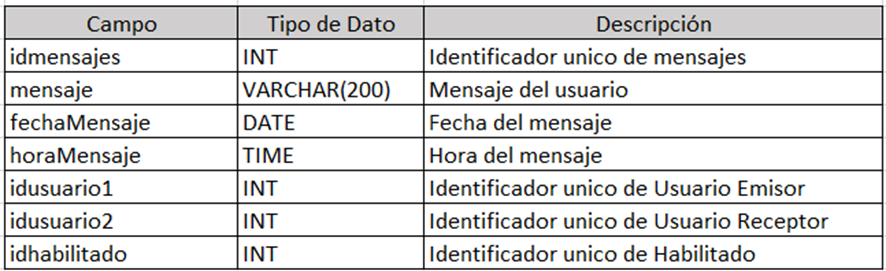 Campo Tipo de Dato Descripción
idmensajes INT Identificador unico de mensajes
mensaje VARCHAR(200) Mensaje del usuario
fechaMensaje DATE Fecha del mensaje
horaMensaje TIME Hora del mensaje
idusuario1 INT Identificador unico de Usuario Emisor
idusuario2 INT Identificador unico de Usuario Receptor
idhabilitado INT Identificador unico de Habilitado